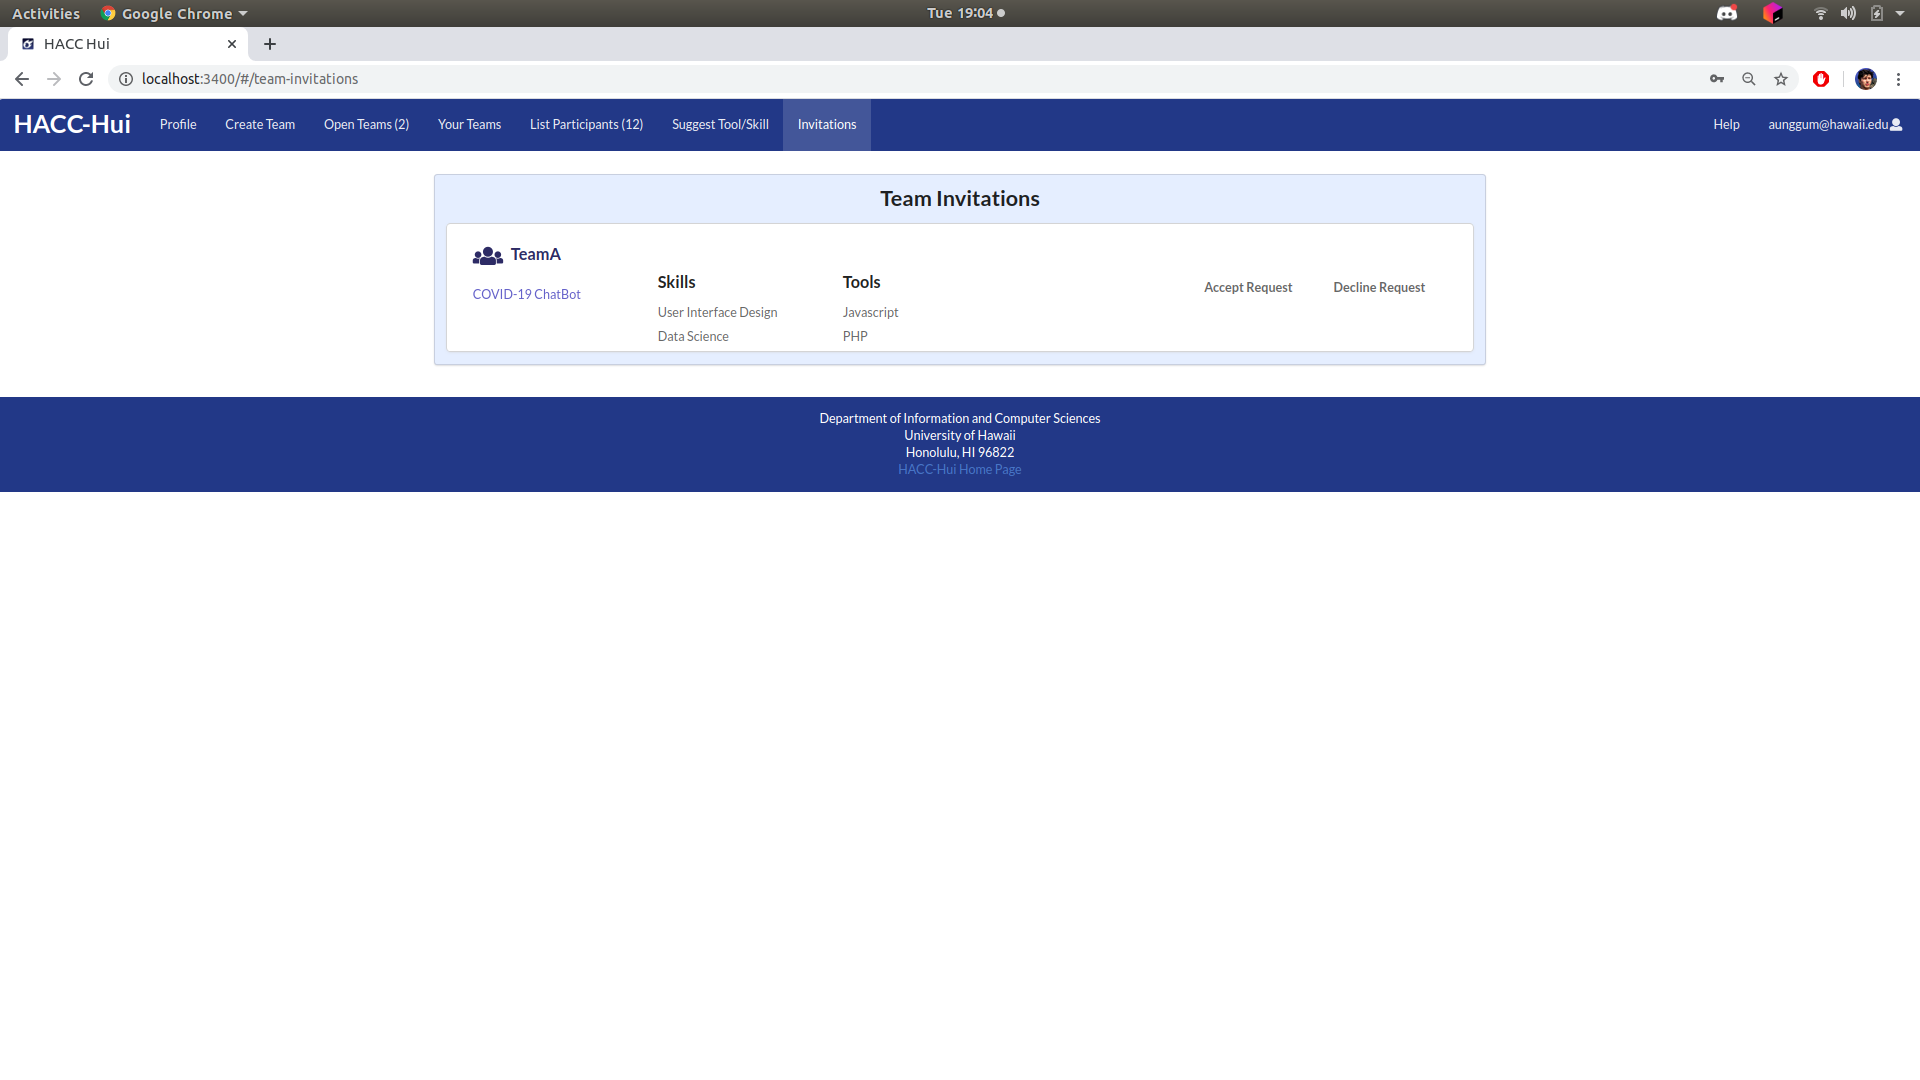 Activities Google Chrome Tue 19:04
HACC Hui
localhost:3400/#/team-invitations
HACC-Hui Profile Create Team Open Teams (2) Your Teams List Participants (12) Suggest Tool/Skill Invitations Help aunggum@hawaii.edu
Team Invitations
TeamA
COVID-19 ChatBot
Skills
User Interface Design
Data Science
Tools
Javascript
PHP
Accept Request Decline Request
Department of Information and Computer Sciences
University of Hawaii
Honolulu, HI 96822
HACC-Hui Home Page